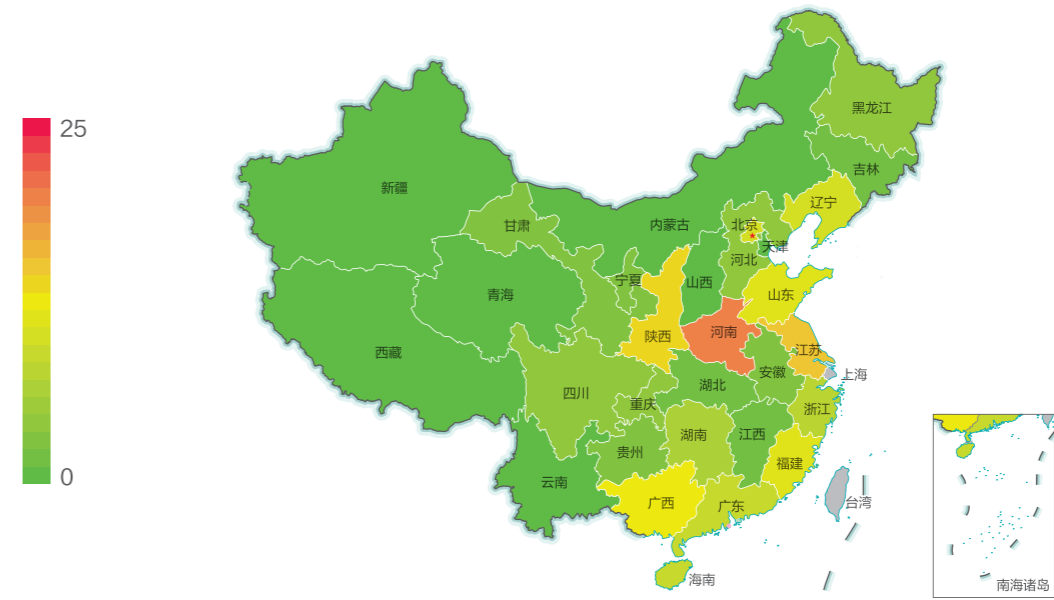 25
0
黑龙江
吉林
新疆
辽宁
甘肃
内蒙古
北京
天津
河北
宁夏
山西
青海
山东
陕西
河南
江苏
西藏
安徽
上海
湖北
四川
重庆
浙江
湖南
江西
贵州
福建
云南
广西
广东
台湾
海南
南海诸岛